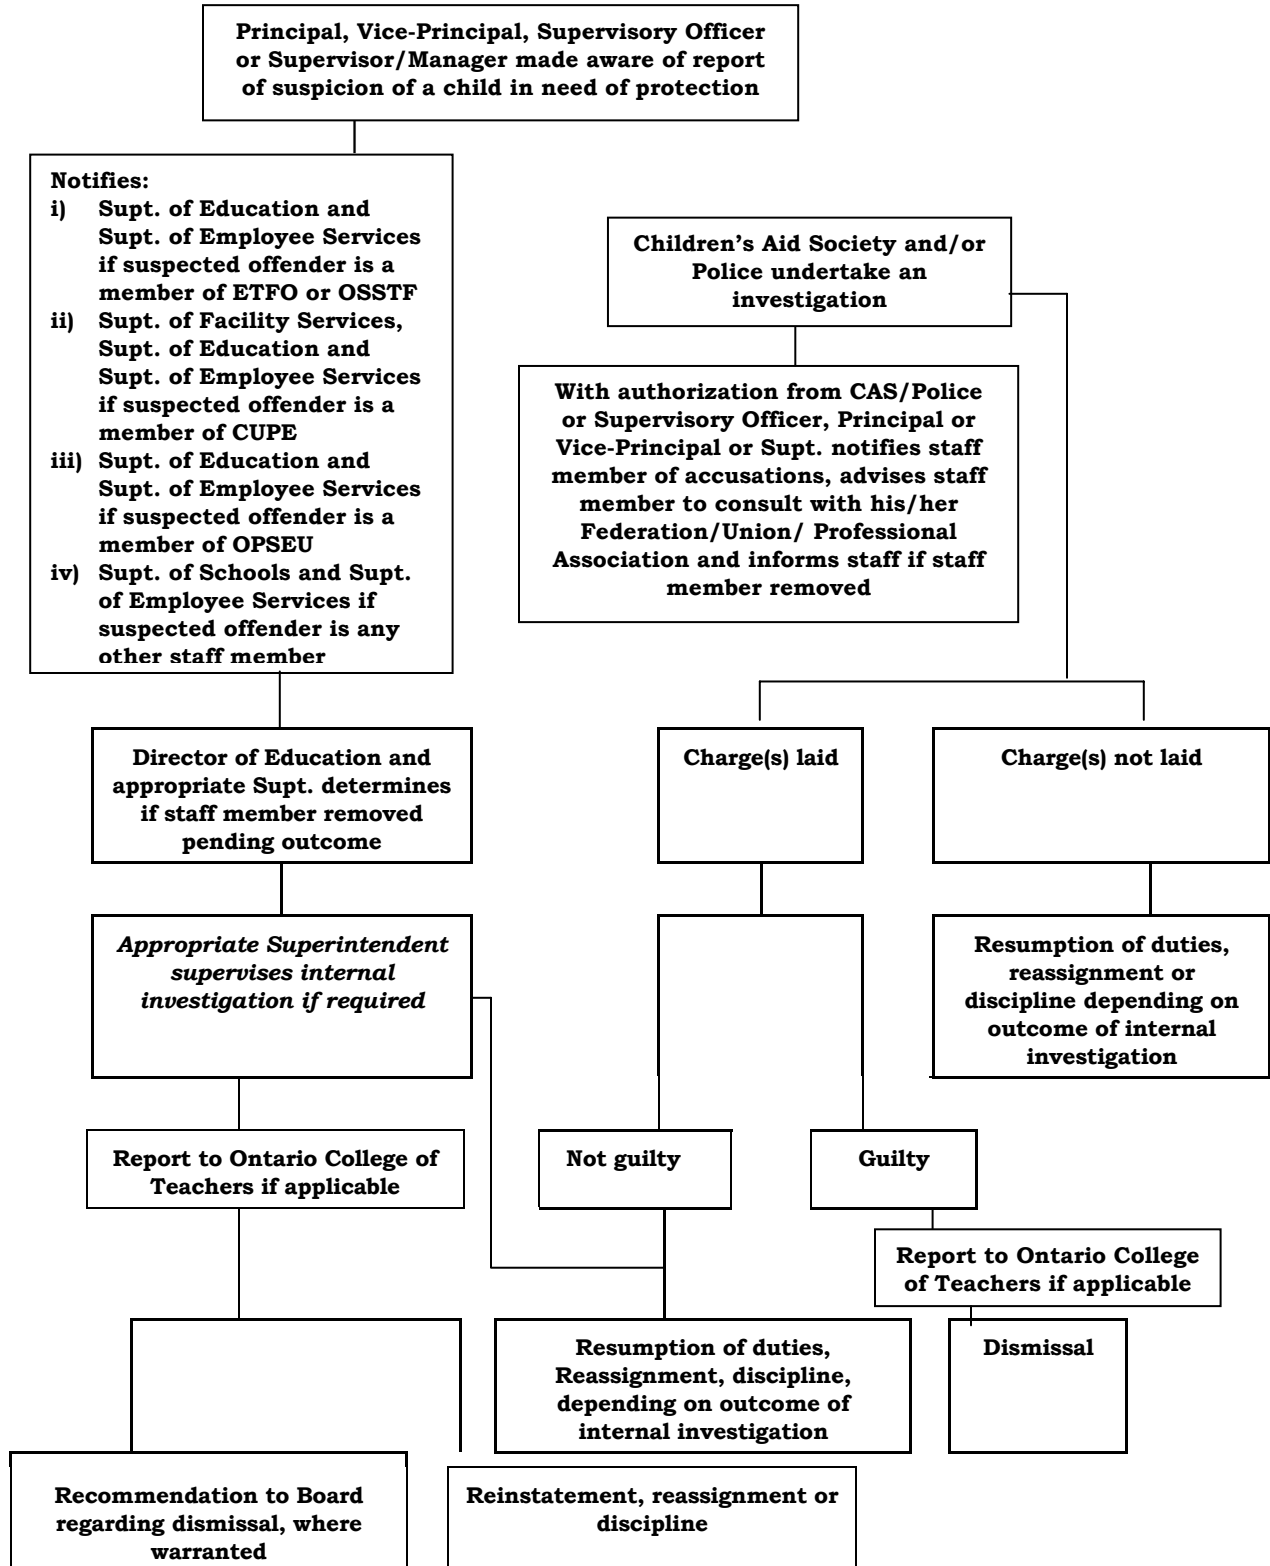 Principal, Vice-Principal, Supervisory Officer
or Supervisor/Manager made aware of report
of suspicion of a child in need of protection
Notifies:
i) Supt. of Education and
Supt. of Employee Services
if suspected offender is a
member of ETFO or OSSTF
ii) Supt. of Facility Services,
Supt. of Education and
Supt. of Employee Services
if suspected offender is a
member of CUPE
iii) Supt. of Education and
Supt. of Employee Services
if suspected offender is a
member of OPSEU
iv) Supt. of Schools and Supt.
of Employee Services if
suspected offender is any
other staff member
Children's Aid Society and/or
Police undertake an
investigation
With authorization from CAS/Police
or Supervisory Officer, Principal or
Vice-Principal or Supt. notifies staff
member of accusations, advises staff
member to consult with his/her
Federation/Union/ Professional
Association and informs staff if staff
member removed
Director of Education and
appropriate Supt. determines
if staff member removed
pending outcome
Charge(s) laid
Charge(s) not laid
Appropriate Superintendent
supervises internal
investigation if required
Resumption of duties,
reassignment or
discipline depending on
outcome of internal
investigation
Report to Ontario College of
Teachers if applicable
Not guilty
Guilty
Report to Ontario College
of Teachers if applicable
Resumption of duties,
Reassignment, discipline,
depending on outcome of
internal investigation
Dismissal
Recommendation to Board
regarding dismissal, where
warranted
Reinstatement, reassignment or
discipline